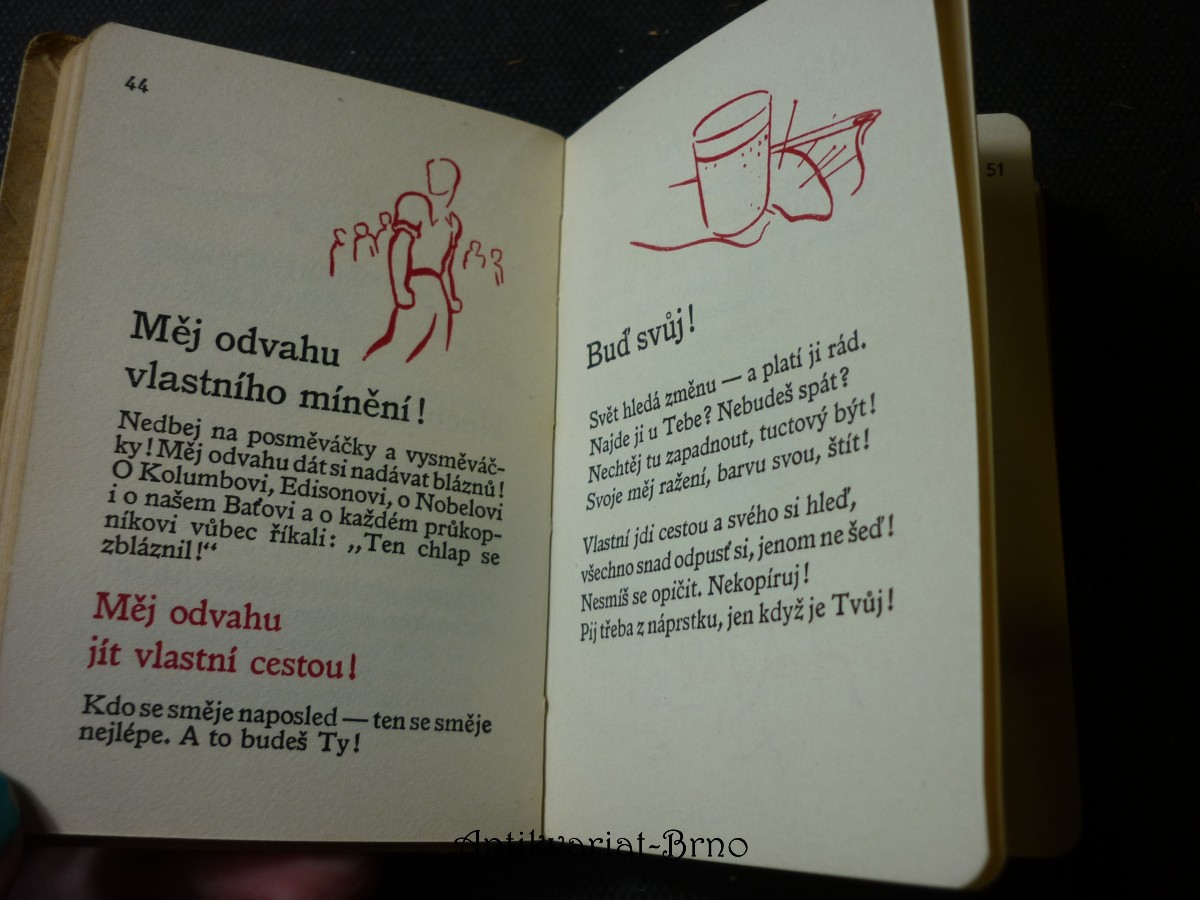 44
Měj odvahu
vlastního mínění!
Nedbej na posměváčky a vysměváč-
ky! Měj odvahu dát si nadávat bláznů!
O Kolumbovi, Edisonovi, o Nobelovi
i o našem Baťovi a o každém průkop-
níkovi vůbec říkali: „Ten chlap se
zbláznil!“
Měj odvahu
jít vlastní cestou!
Kdo se směje naposled — ten se směje
nejlépe. A to budeš Ty!
Buď svůj!
Svět hledá změnu — a platí ji rád.
Najde ji u Tebe? Nebudeš spát?
Nechtěj tu zapadnout, tuctový být!
Svoje měj ražení, barvu svou, štít!
Vlastní jdi cestou a svého si hleď,
všechno snad odpusť si, jenom ne šeď!
Nesmíš se opičit. Nekopíruj!
Pij třeba z náprstku, jen když je Tvůj!
51
Antikvariat-Brno